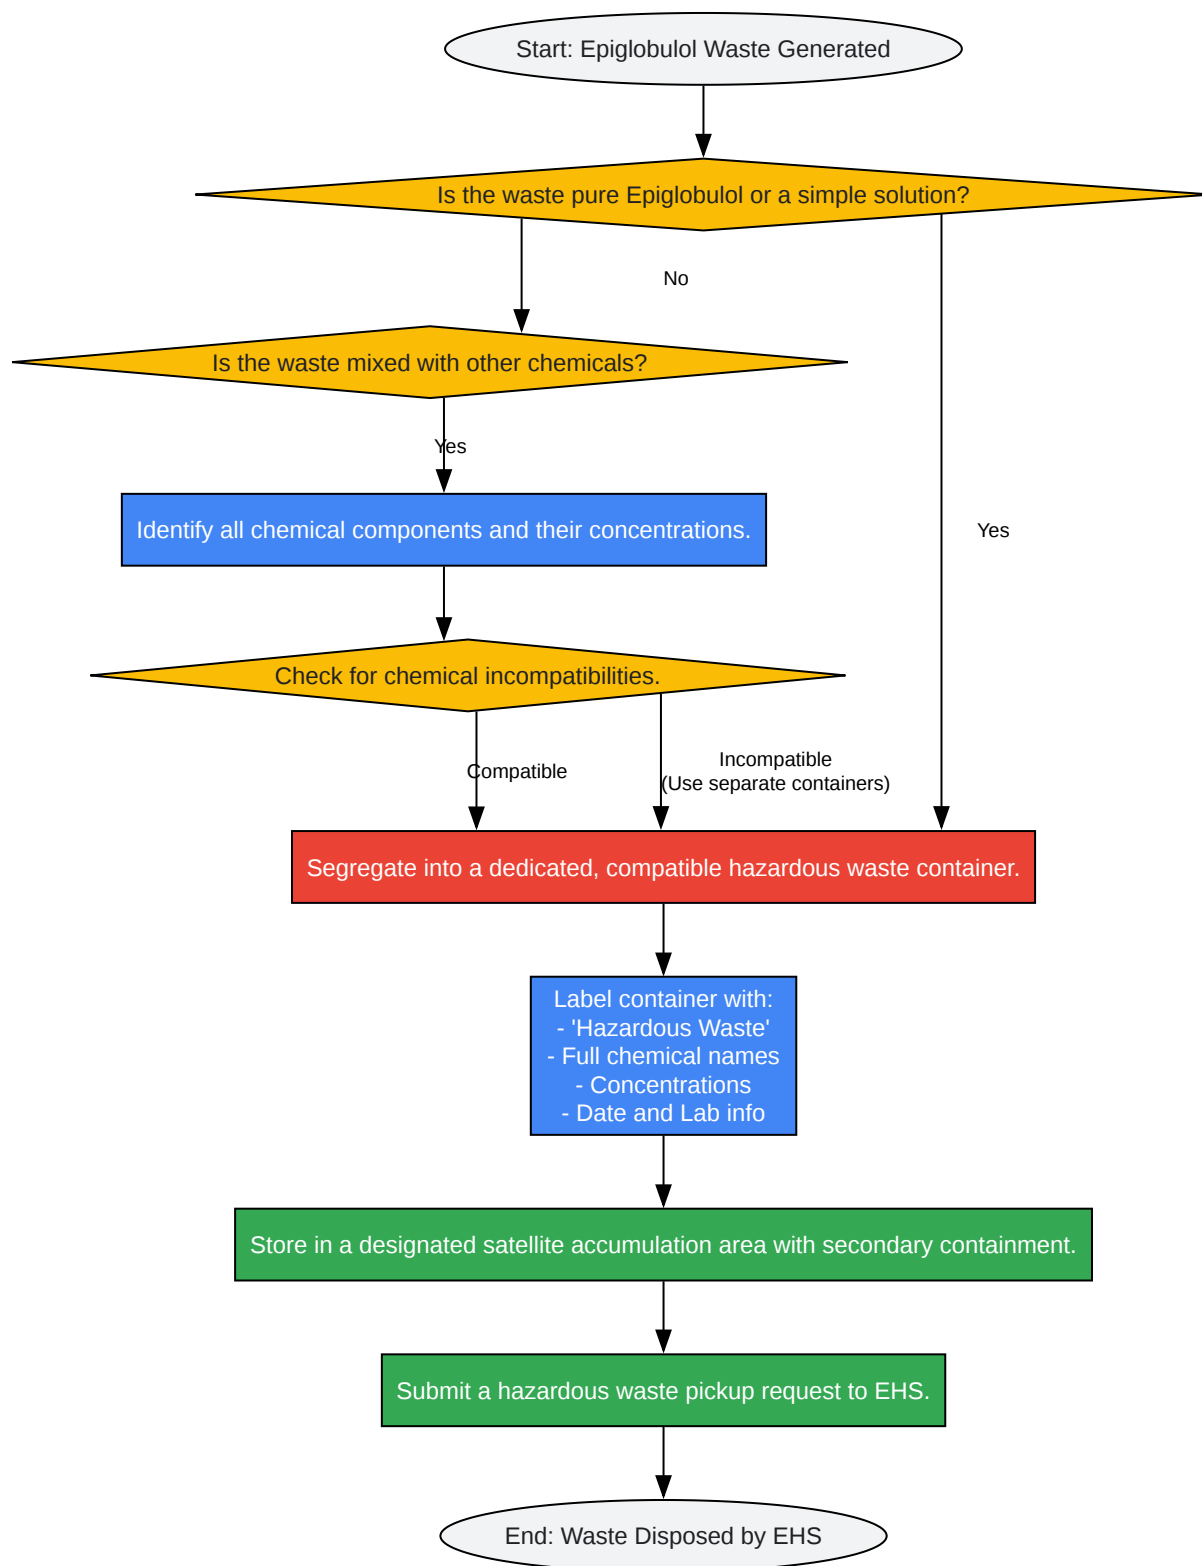 Start: Epiglobulol Waste Generated
Is the waste pure Epiglobulol or a simple solution?
No
Is the waste mixed with other chemicals?
Yes
Identify all chemical components and their concentrations.
Yes
Check for chemical incompatibilities.
Compatible
Incompatible
(Use separate containers)
Segregate into a dedicated, compatible hazardous waste container.
Label container with:
- 'Hazardous Waste'
- Full chemical names
- Concentrations
- Date and Lab info
Store in a designated satellite accumulation area with secondary containment.
Submit a hazardous waste pickup request to EHS.
End: Waste Disposed by EHS